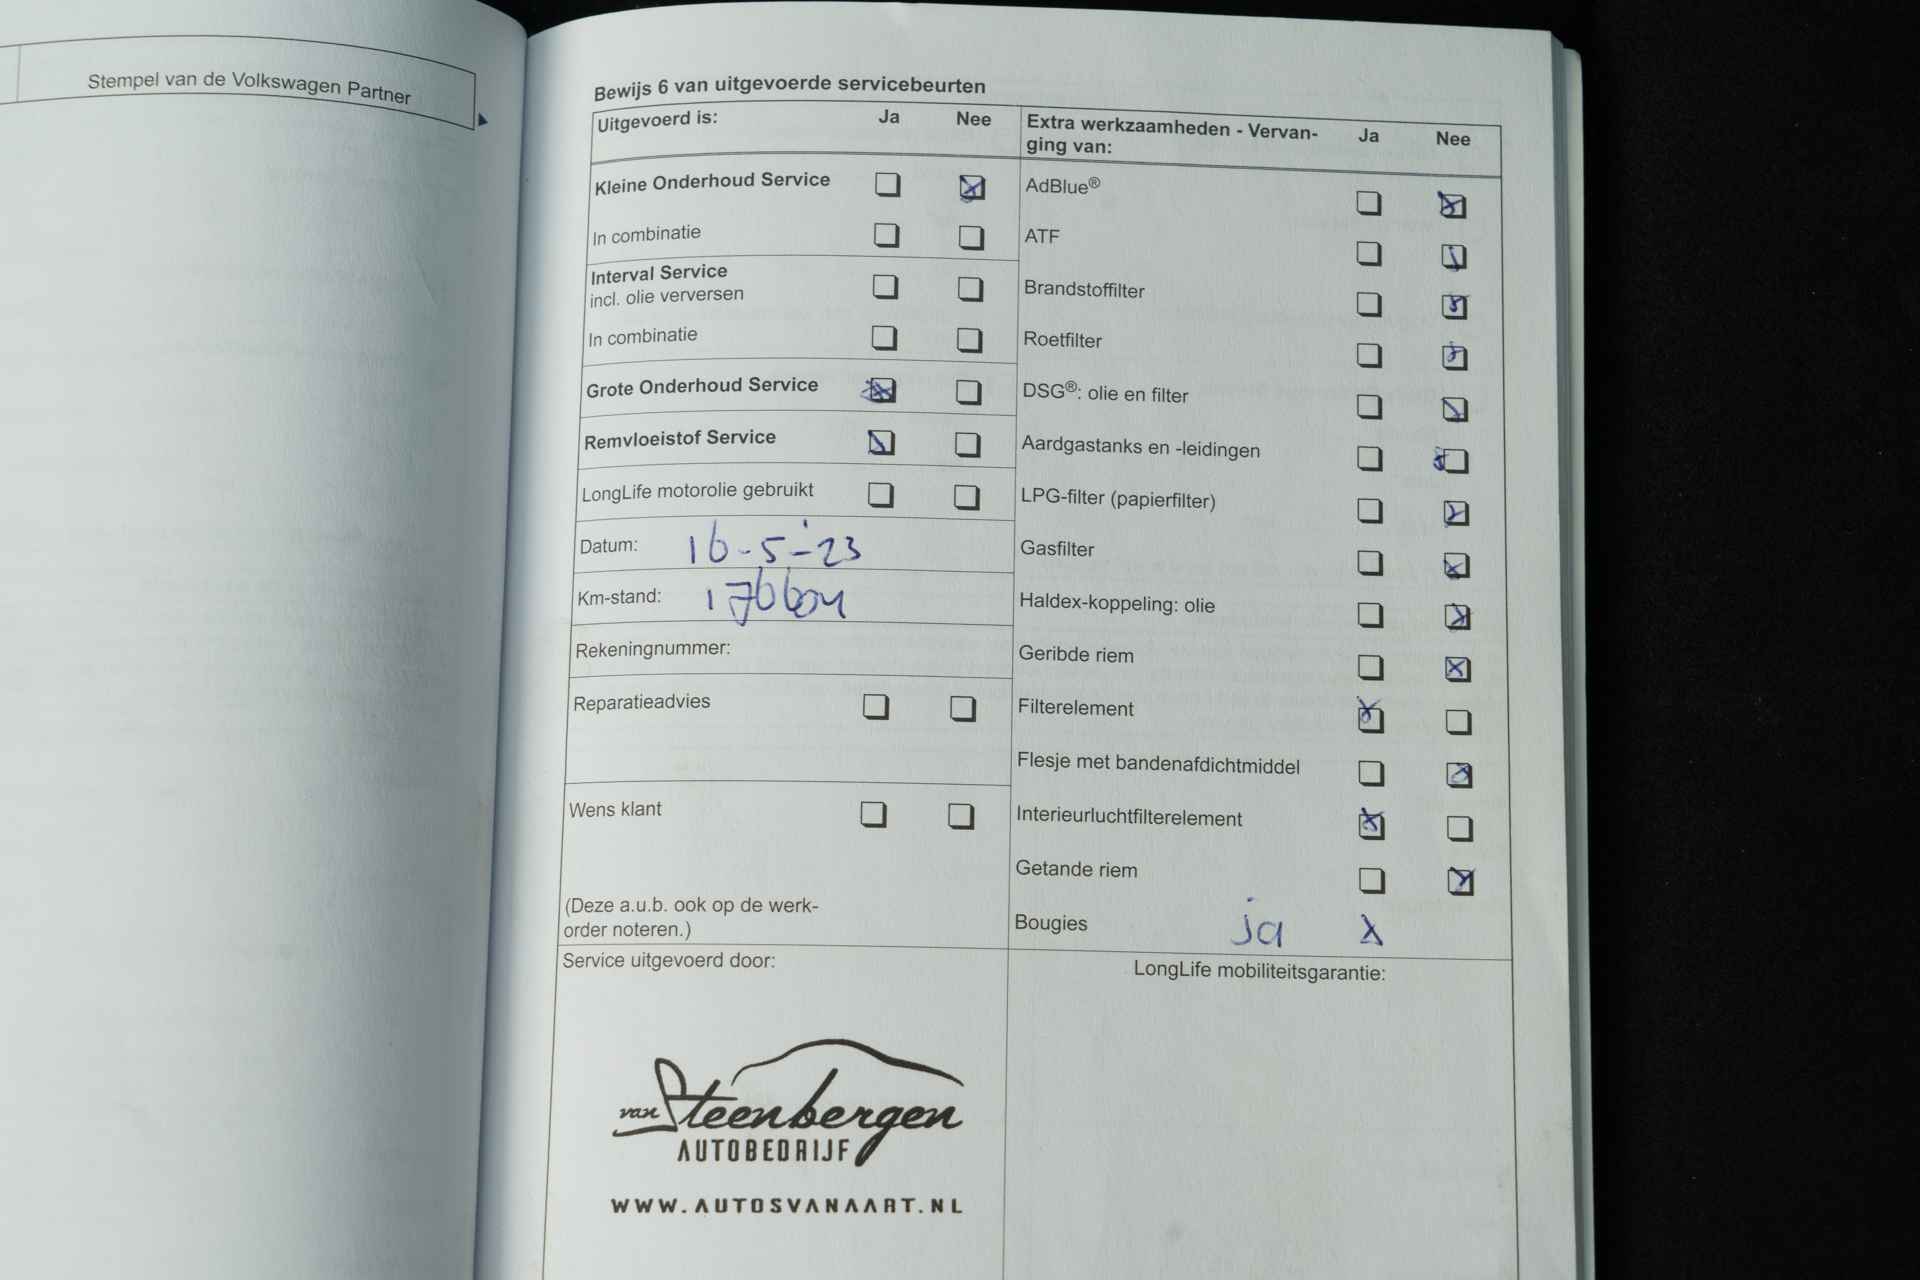 Stempel van de Volkswagen Partner
Bewijs 6 van uitgevoerde servicebeurten
Uitgevoerd is: Ja Nee
Kleine Onderhoud Service
In combinatie
Interval Service
incl. olie verversen
In combinatie
Grote Onderhoud Service
Remvloeistof Service
LongLife motorolie gebruikt
Datum: 16-5-'23
Km-stand: 176604
Rekeningnummer:
Reparatieadvies
Wens klant
(Deze a.u.b. ook op de werk-
order noteren.)
Extra werkzaamheden - Vervan- Ja Nee
ging van:
AdBlue®
ATF
Brandstoffilter
Roetfilter
DSG®: olie en filter
Aardgastanks en -leidingen
LPG-filter (papierfilter)
Gasfilter
Haldex-koppeling: olie
Geribde riem
Filterelement
Flesje met bandenafdichtmiddel
Interieurluchtfilterelement
Getande riem
Bougies ja x
Service uitgevoerd door:
van Steenbergen
AUTOBEDRIJF
WWW.AUTOSVANAART.NL
LongLife mobiliteitsgarantie: